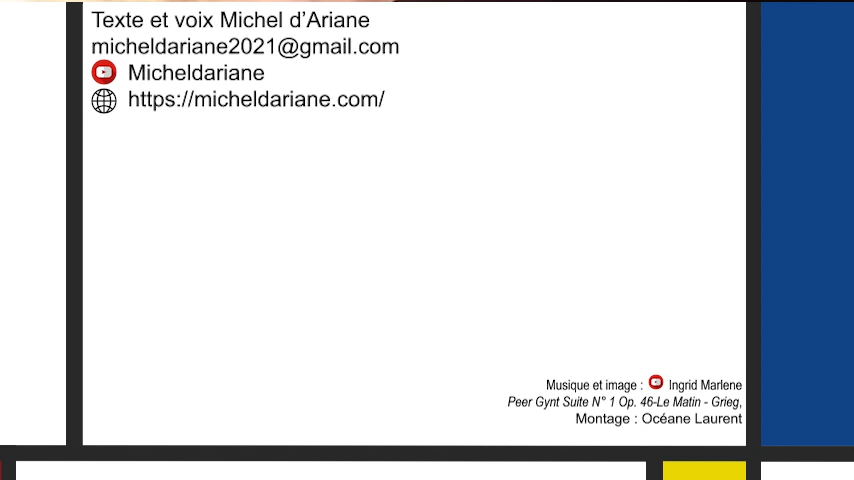 Texte et voix Michel d’Ariane
micheldariane2021@gmail.com
Micheldariane
https://micheldariane.com/
Musique et image : Ingrid Marlene
Peer Gynt Suite N° 1 Op. 46-Le Matin - Grieg,
Montage : Océane Laurent